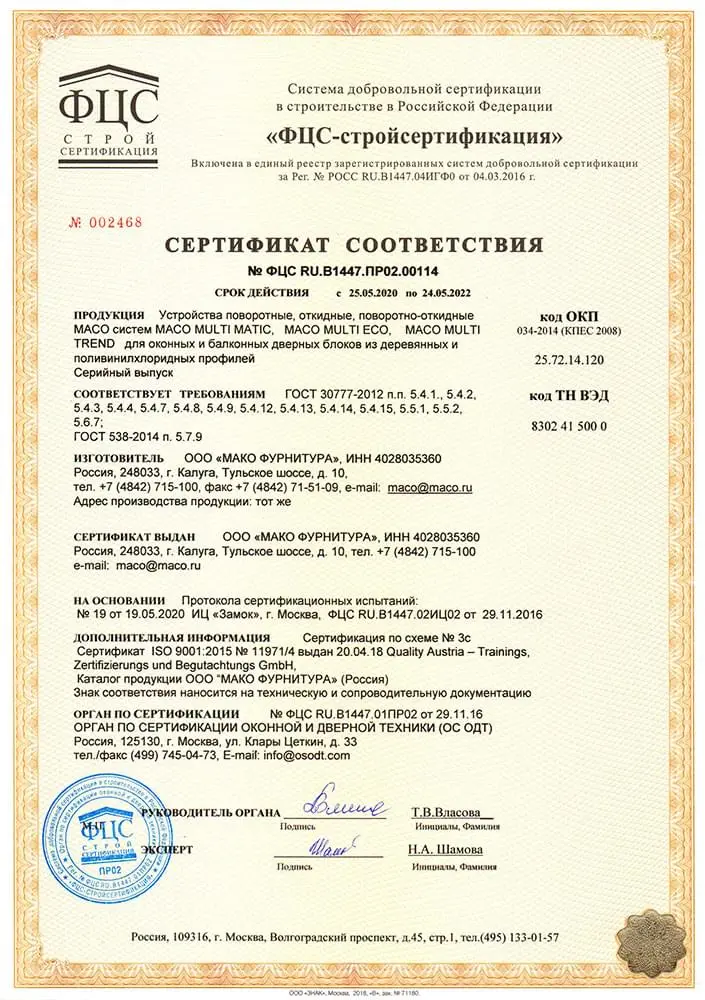 ФЦС
СТРОЙ
СЕРТИФИКАЦИЯ
Система добровольной сертификации
в строительстве в Российской Федерации
«ФЦС-стройсертификация»
Включена в единый реестр зарегистрированных систем добровольной сертификации
за Рег. № РОСС RU.В1447.04ИГФ0 от 04.03.2016 г.
№ 002468
СЕРТИФИКАТ СООТВЕТСТВИЯ
№ ФЦС RU.В1447.ПР02.00114
СРОК ДЕЙСТВИЯ с 25.05.2020 по 24.05.2022
ПРОДУКЦИЯ Устройства поворотные, откидные, поворотно-откидные
МАСО систем MACO MULTI MATIC, MACO MULTI ECO, MACO MULTI
TREND для оконных и балконных дверных блоков из деревянных и
поливинилхлоридных профилей
Серийный выпуск
код ОКП
034-2014 (КПЕС 2008)
25.72.14.120
СООТВЕТСТВУЕТ ТРЕБОВАНИЯМ ГОСТ 30777-2012 п.п. 5.4.1., 5.4.2,
5.4.3, 5.4.4, 5.4.7, 5.4.8, 5.4.9, 5.4.12, 5.4.13, 5.4.14, 5.4.15, 5.5.1, 5.5.2,
5.6.7;
ГОСТ 538-2014 п. 5.7.9
код ТН ВЭД
8302 41 500 0
ИЗГОТОВИТЕЛЬ ООО «МАКО ФУРНИТУРА», ИНН 4028035360
Россия, 248033, г. Калуга, Тульское шоссе, д. 10,
тел. +7 (4842) 715-100, факс +7 (4842) 71-51-09, e-mail: maco@maco.ru
Адрес производства продукции: тот же
СЕРТИФИКАТ ВЫДАН ООО «МАКО ФУРНИТУРА», ИНН 4028035360
Россия, 248033, г. Калуга, Тульское шоссе, д. 10, тел. +7 (4842) 715-100
e-mail: maco@maco.ru
НА ОСНОВАНИИ Протокола сертификационных испытаний:
№ 19 от 19.05.2020 ИЦ «Замок», г. Москва, ФЦС RU.В1447.02ИЦ02 от 29.11.2016
ДОПОЛНИТЕЛЬНАЯ ИНФОРМАЦИЯ Сертификация по схеме № 3с
Сертификат ISO 9001:2015 № 11971/4 выдан 20.04.18 Quality Austria – Trainings,
Zertifizierungs und Begutachtungs GmbH,
Каталог продукции ООО "МАКО ФУРНИТУРА» (Россия)
Знак соответствия наносится на техническую и сопроводительную документацию
ОРГАН ПО СЕРТИФИКАЦИИ № ФЦС RU.В1447.01ПР02 от 29.11.16
ОРГАН ПО СЕРТИФИКАЦИИ ОКОННОЙ И ДВЕРНОЙ ТЕХНИКИ (ОС ОДТ)
Россия, 125130, г. Москва, ул. Клары Цеткин, д. 33
тел./факс (499) 745-04-73, E-mail: info@osodt.com
РУКОВОДИТЕЛЬ ОРГАНА Т.В.Власова
Подпись Инициалы, Фамилия
ФЦС
СТРОЙ
СЕРТИФИКАЦИЯ
ПР02
ЭКСПЕРТ Н.А. Шамова
Подпись Инициалы, Фамилия
Россия, 109316, г. Москва, Волгоградский проспект, д.45, стр.1, тел.(495) 133-01-57
ООО «ЗНАК», Москва, 2018, «В», зак. № 71180.